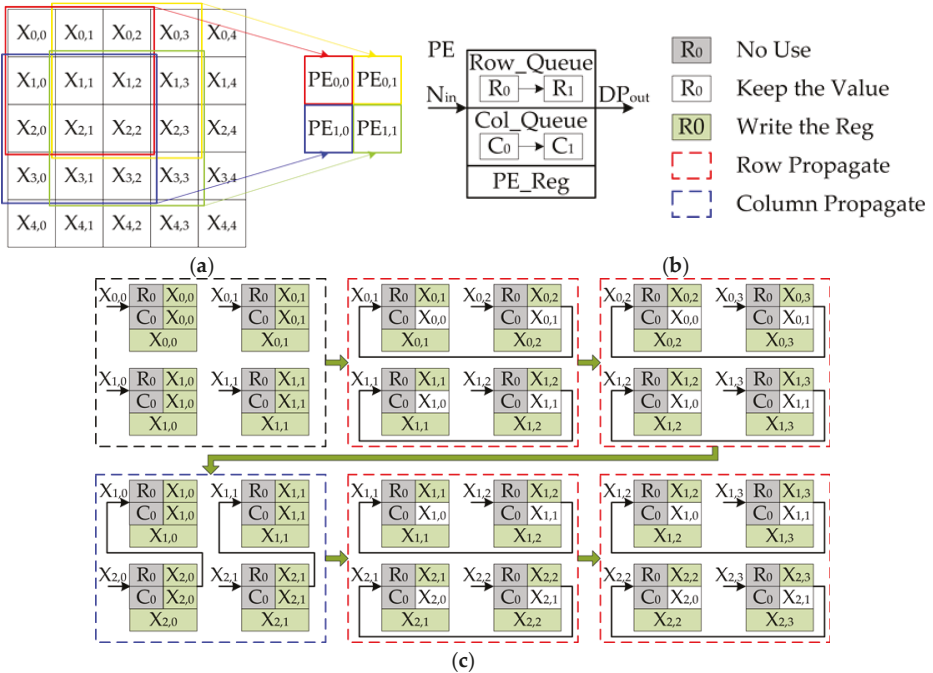 X0,0 X0,1 X0,2 X0,3 X0,4
X1,0 X1,1 X1,2 X1,3 X1,4
X2,0 X2,1 X2,2 X2,3 X2,4
X3,0 X3,1 X3,2 X3,3 X3,4
X4,0 X4,1 X4,2 X4,3 X4,4
PE0,0 PE0,1
PE1,0 PE1,1
(a)
PE
Row_Queue
R0 R1
Nin DPout
Col_Queue
C0 C1
PE_Reg
R0 No Use
R0 Keep the Value
R0 Write the Reg
Row Propagate
Column Propagate
(b)
X0,0 R0 X0,0 X0,1 R0 X0,1
C0 X0,0 C0 X0,1
X0,0 X0,1
X1,0 R0 X1,0 X1,1 R0 X1,1
C0 X1,0 C0 X1,1
X1,0 X1,1
X0,1 R0 X0,1 X0,2 R0 X0,2
C0 X0,0 C0 X0,1
X0,1 X0,2
X1,1 R0 X1,1 X1,2 R0 X1,2
C0 X1,0 C0 X1,1
X1,1 X1,2
X0,2 R0 X0,2 X0,3 R0 X0,3
C0 X0,0 C0 X0,1
X0,2 X0,3
X1,2 R0 X1,2 X1,3 R0 X1,3
C0 X1,0 C0 X1,1
X1,2 X1,3
X1,0 R0 X1,0 X1,1 R0 X1,1
C0 X1,0 C0 X1,1
X1,0 X1,1
X2,0 R0 X2,0 X2,1 R0 X2,1
C0 X2,0 C0 X2,1
X2,0 X2,1
X1,1 R0 X1,1 X1,2 R0 X1,2
C0 X1,0 C0 X1,1
X1,1 X1,2
X2,1 R0 X2,1 X2,2 R0 X2,2
C0 X2,0 C0 X2,1
X2,1 X2,2
X1,2 R0 X1,2 X1,3 R0 X1,3
C0 X1,0 C0 X1,1
X1,2 X1,3
X2,2 R0 X2,2 X2,3 R0 X2,3
C0 X2,0 C0 X2,1
X2,2 X2,3
(c)